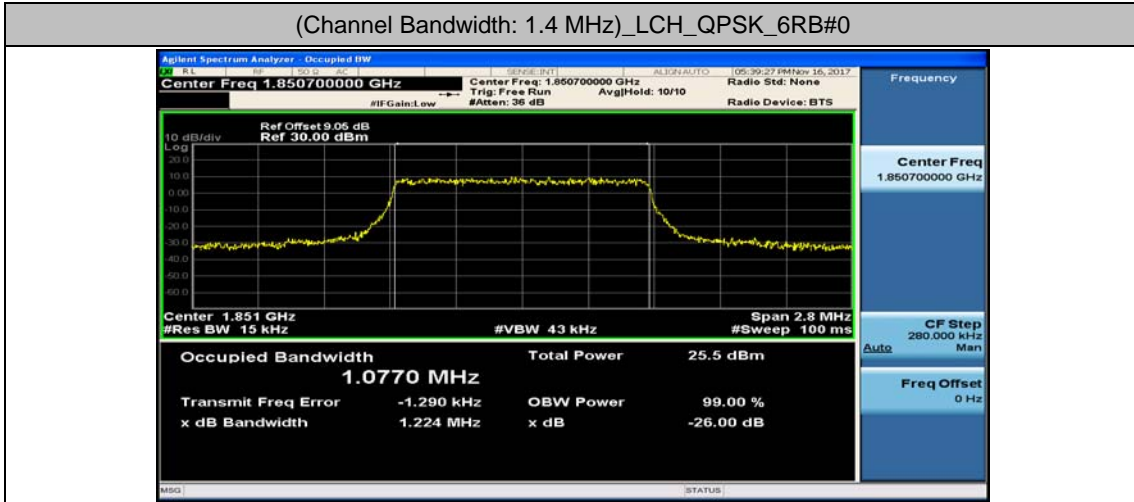 (Channel Bandwidth: 1.4 MHz)_LCH_QPSK_6RB#0
Agilent Spectrum Analyzer - Occupied BW
RL RF 50 Ω AC SENSE:INT ALIGN AUTO 05:39:27 PM Nov 16, 2017
Center Freq 1.850700000 GHz
Center Freq: 1.850700000 GHz
Radio Std: None
Trig: Free Run Avg|Hold: 10/10
#IFGain:Low #Atten: 36 dB Radio Device: BTS
Ref Offset 9.05 dB
10 dB/div Ref 30.00 dBm
Log
20.0
10.0
0.00
-10.0
-20.0
-30.0
-40.0
-50.0
-60.0
Center 1.851 GHz Span 2.8 MHz
#Res BW 15 kHz #VBW 43 kHz #Sweep 100 ms
Occupied Bandwidth Total Power 25.5 dBm
1.0770 MHz
Transmit Freq Error -1.290 kHz OBW Power 99.00 %
x dB Bandwidth 1.224 MHz x dB -26.00 dB
MSG STATUS
Frequency
Center Freq
1.850700000 GHz
CF Step
280.000 kHz
Auto Man
Freq Offset
0 Hz